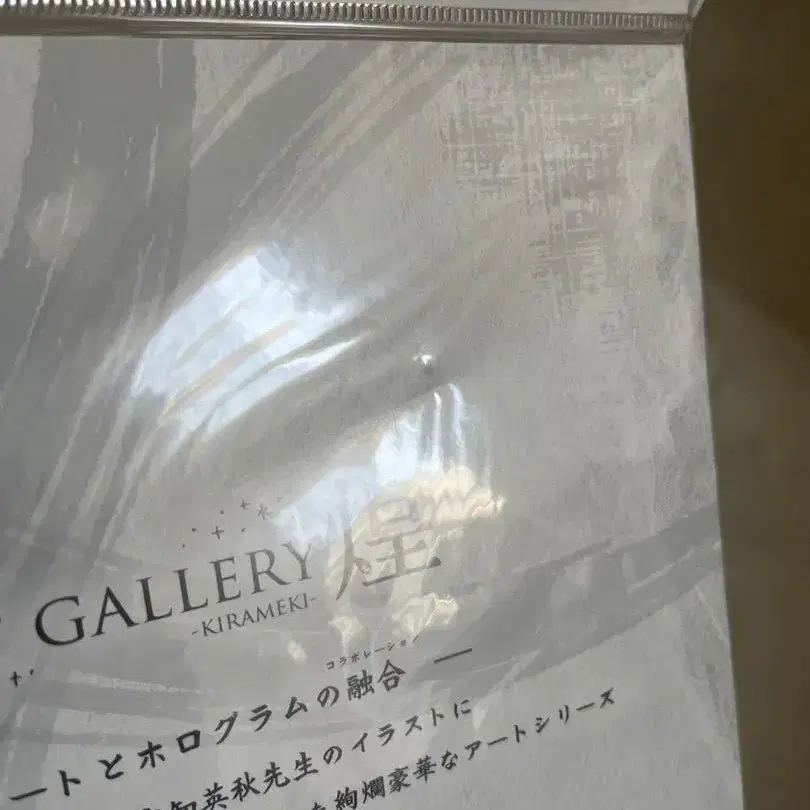 GALLERY 煌
-KIRAMEKI-
コラボレーション
ートとホログラムの融合 ―
知英秋先生のイラストに
絢爛豪華なアートシリーズ